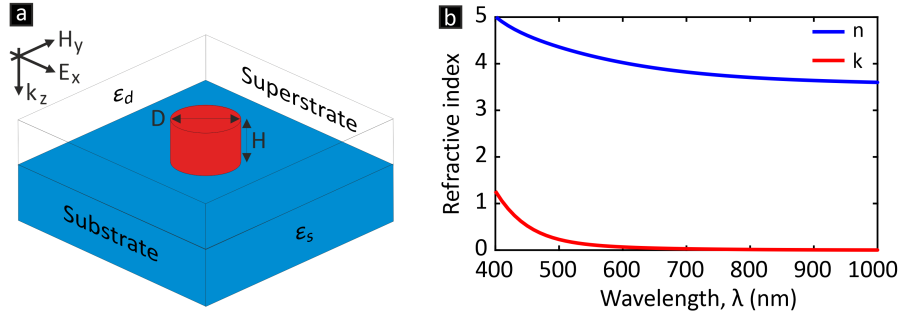 a
H_y
E_x
k_z
ε_d
Superstrate
D
H
Substrate
ε_s
b
Refractive index
5
4
3
2
1
0
n
k
400 500 600 700 800 900 1000
Wavelength, λ (nm)